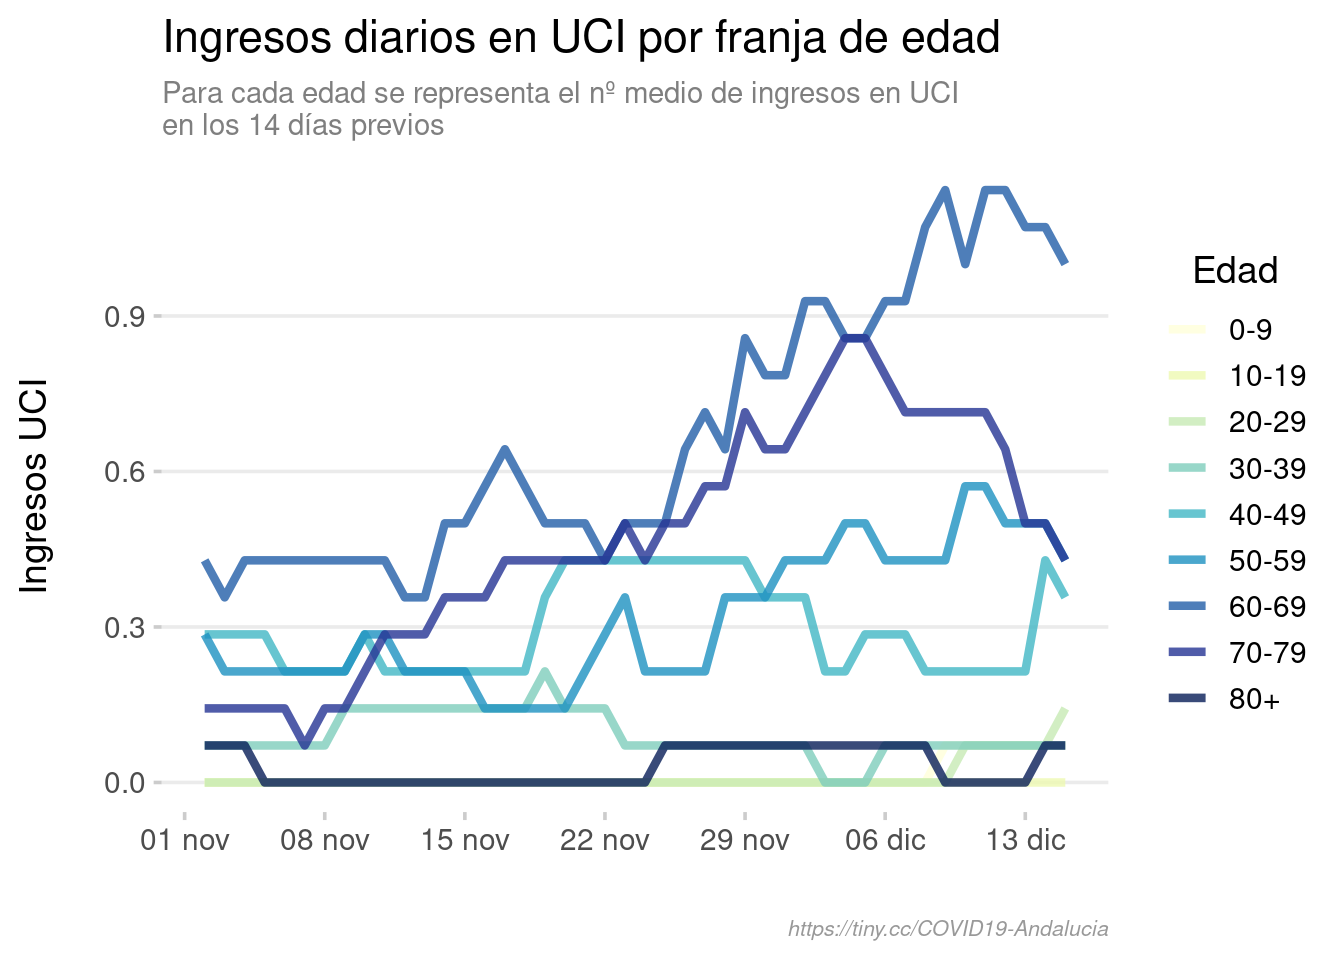 Ingresos diarios en UCI por franja de edad
Para cada edad se representa el nº medio de ingresos en UCI
en los 14 días previos
Ingresos UCI
0.9
0.6
0.3
0.0
01 nov
08 nov
15 nov
22 nov
29 nov
06 dic
13 dic
Edad
0-9
10-19
20-29
30-39
40-49
50-59
60-69
70-79
80+
https://tiny.cc/COVID19-Andalucia